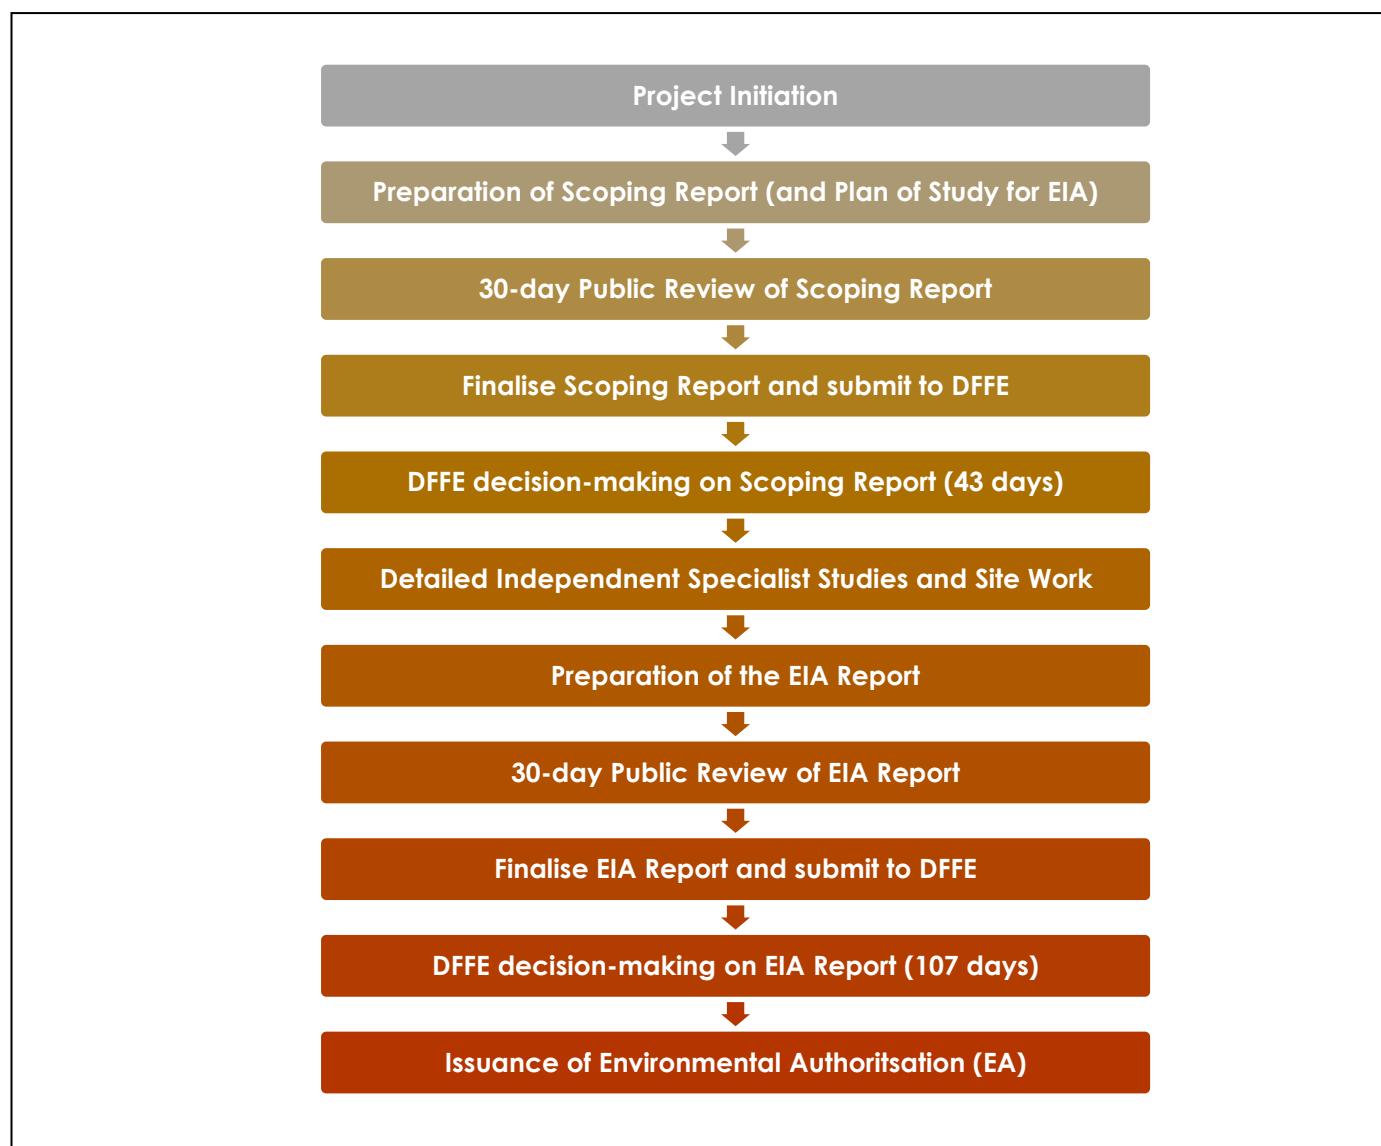 Project Initiation
Preparation of Scoping Report (and Plan of Study for EIA)
30-day Public Review of Scoping Report
Finalise Scoping Report and submit to DFFE
DFFE decision-making on Scoping Report (43 days)
Detailed Independnent Specialist Studies and Site Work
Preparation of the EIA Report
30-day Public Review of EIA Report
Finalise EIA Report and submit to DFFE
DFFE decision-making on EIA Report (107 days)
Issuance of Environmental Authoritsation (EA)